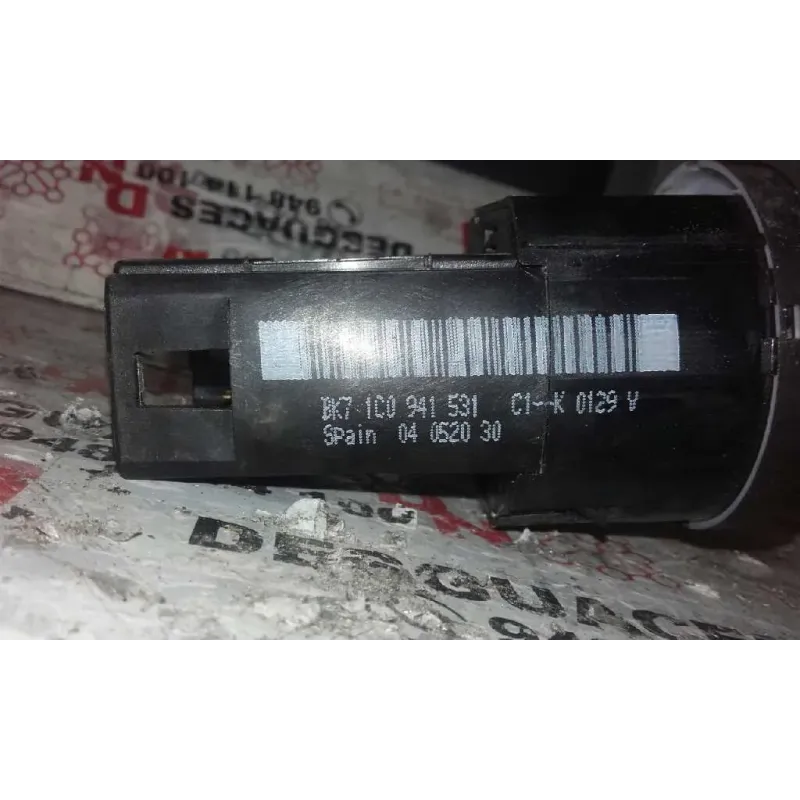 948 114 100
DESGUACES
BK7 1C0 941 531 C1--K 0129 V
Spain 04 0520 30
DESGUACES